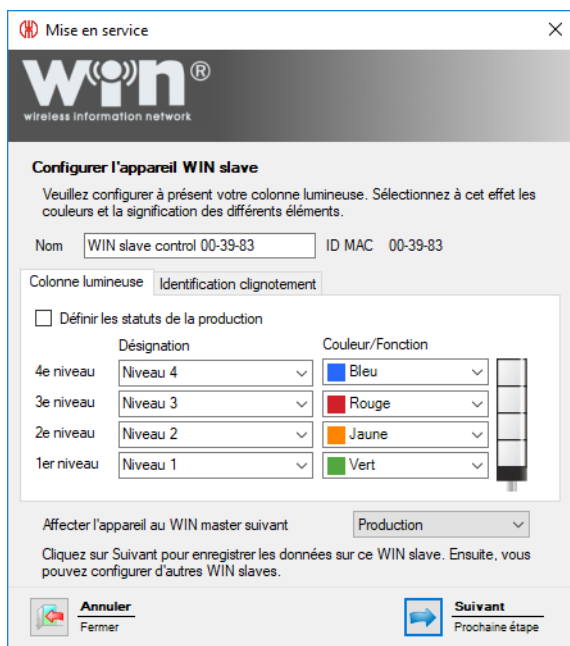 Mise en service
WIN®
wireless information network
Configurer l'appareil WIN slave
Veuillez configurer à présent votre colonne lumineuse. Sélectionnez à cet effet les
couleurs et la signification des différents éléments.
Nom WIN slave control 00-39-83 ID MAC 00-39-83
Colonne lumineuse Identification clignotement
Définir les statuts de la production
Désignation Couleur/Fonction
4e niveau Niveau 4 Bleu
3e niveau Niveau 3 Rouge
2e niveau Niveau 2 Jaune
1er niveau Niveau 1 Vert
Affecter l'appareil au WIN master suivant Production
Cliquez sur Suivant pour enregistrer les données sur ce WIN slave. Ensuite, vous
pouvez configurer d'autres WIN slaves.
Annuler Suivant
Fermer Prochaine étape